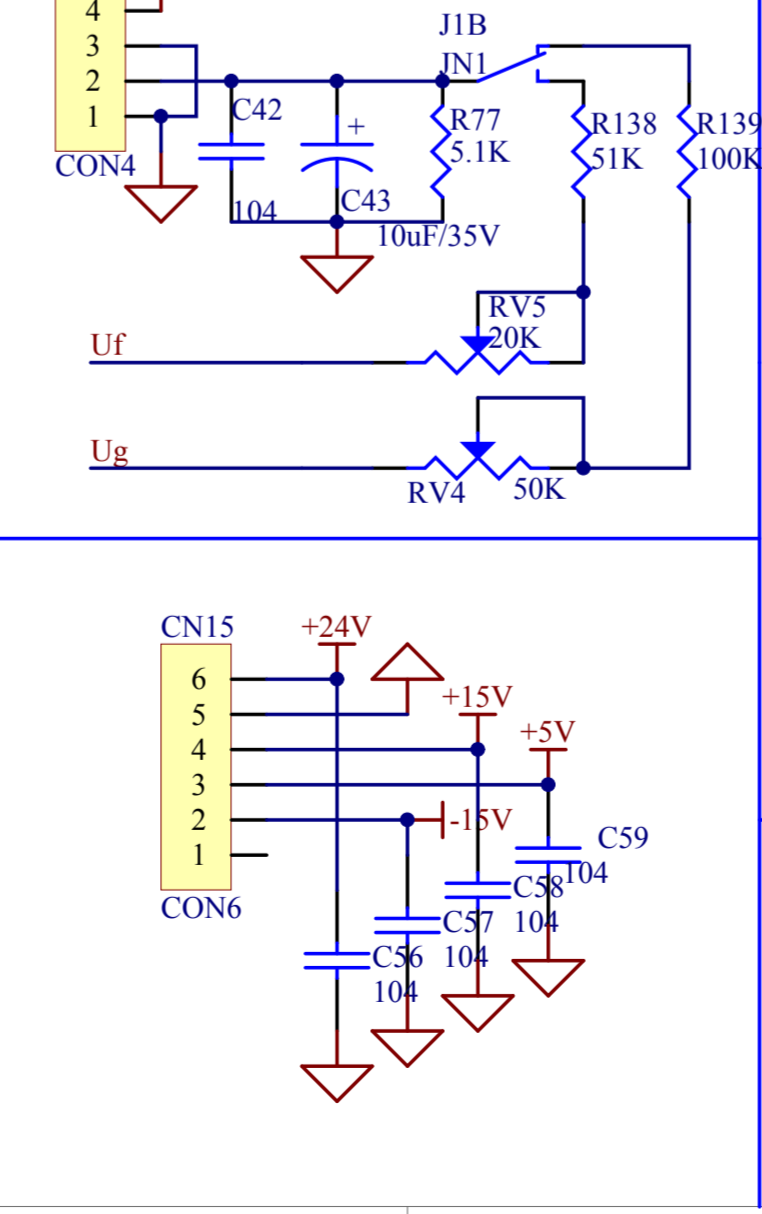 4
J1B
3
2
JN1
1
C42
+
R77
5.1K
R138
51K
R139
100K
CON4
104
C43
10uF/35V
RV5
20K
Uf
Ug
RV4
50K
CN15
+24V
6
5
+15V
4
+5V
3
2
-15V
1
C59
104
C58
104
CON6
C57
104
C56
104